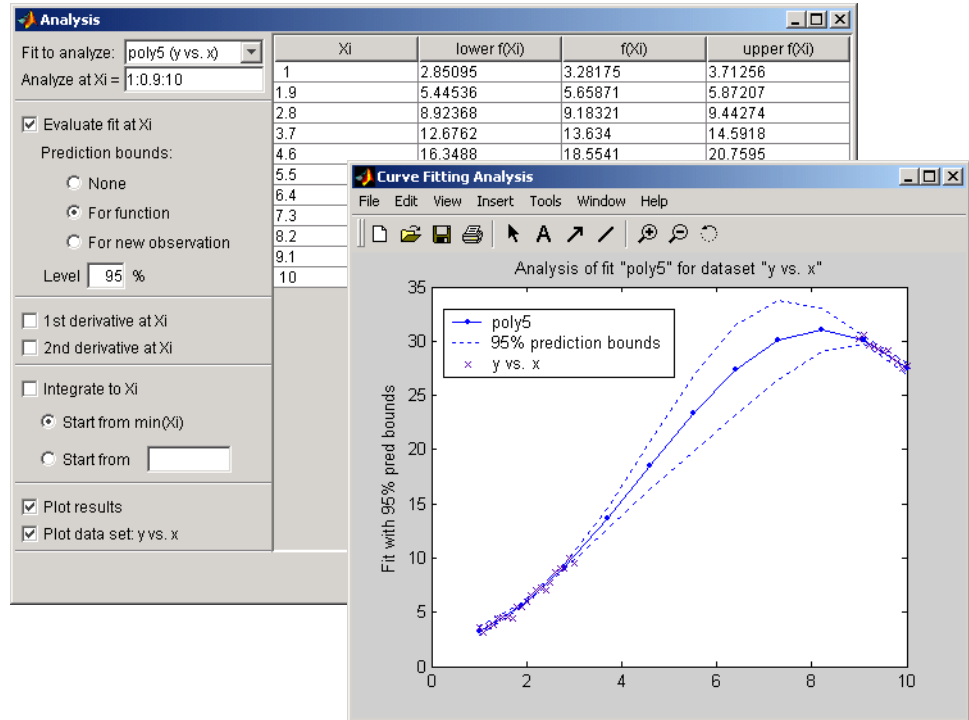 Analysis
Fit to analyze: poly5 (y vs. x)
Analyze at Xi = 1:0.9:10
Evaluate fit at Xi
Prediction bounds:
None
For function
For new observation
Level 95 %
1st derivative at Xi
2nd derivative at Xi
Integrate to Xi
Start from min(Xi)
Start from
Plot results
Plot data set: y vs. x
Xi lower f(Xi) f(Xi) upper f(Xi)
1 2.85095 3.28175 3.71256
1.9 5.44536 5.65871 5.87207
2.8 8.92368 9.18321 9.44274
3.7 12.6762 13.634 14.5918
4.6 16.3488 18.5541 20.7595
5.5
6.4
7.3
8.2
9.1
10
Curve Fitting Analysis
File Edit View Insert Tools Window Help
A
Analysis of fit "poly5" for dataset "y vs. x"
poly5
95% prediction bounds
y vs. x
Fit with 95% pred bounds
35
30
25
20
15
10
5
0
0 2 4 6 8 10